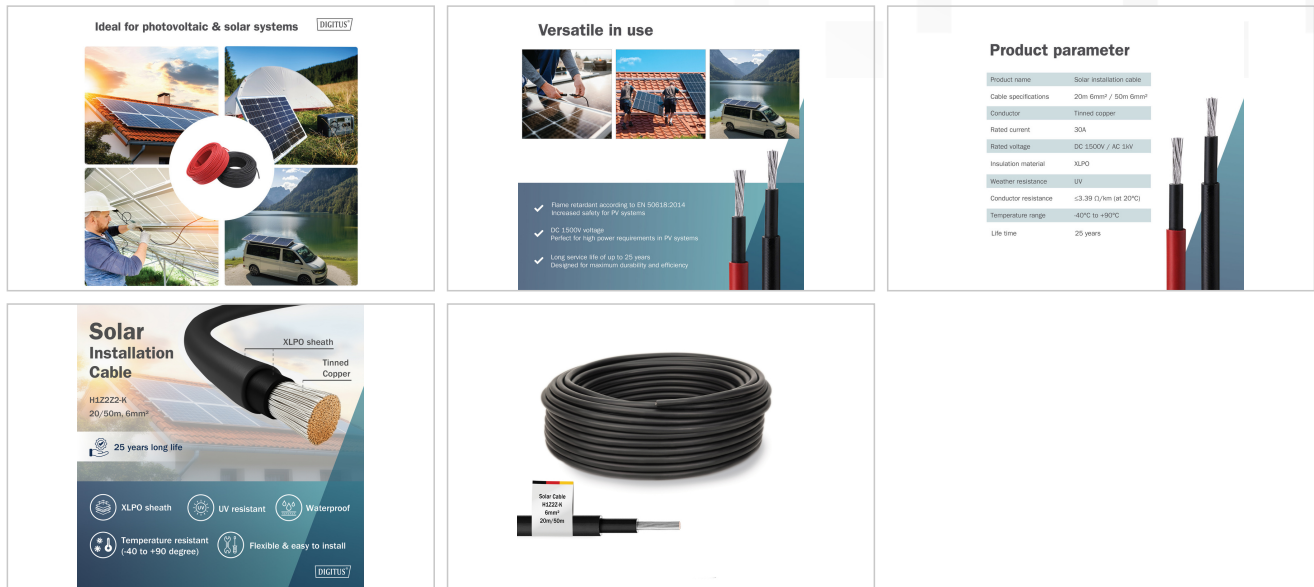 Ideal for photovoltaic & solar systems
DIGITUS®
Versatile in use
Flame retardant according to EN 50618:2014
Increased safety for PV systems
DC 1500V voltage
Perfect for high power requirements in PV systems
Long service life of up to 25 years
Designed for maximum durability and efficiency
Product parameter
Product name Solar installation cable
Cable specifications 20m 6mm² / 50m 6mm²
Conductor Tinned copper
Rated current 30A
Rated voltage DC 1500V / AC 1kV
Insulation material XLPO
Weather resistance UV
Conductor resistance ≤3.39 Ω/km (at 20°C)
Temperature range -40°C to +90°C
Life time 25 years
Solar
Installation
Cable
H1Z2Z2-K
20/50m, 6mm²
XLPO sheath
Tinned
Copper
25 years long life
XLPO sheath
UV
UV resistant
Waterproof
Temperature resistant
(-40 to +90 degree)
Flexible & easy to install
DIGITUS®
Solar Cable
H1Z2Z-K
6mm²
20m/50m